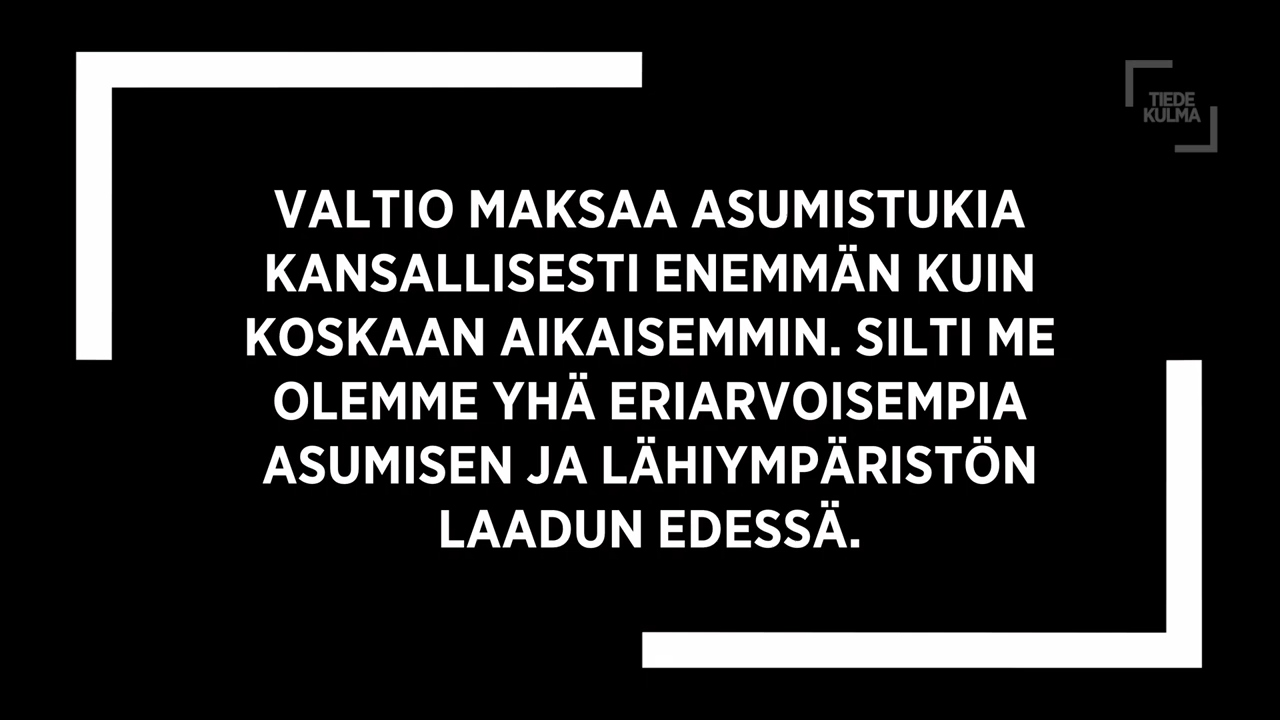 TIEDE
KULMA
VALTIO MAKSAA ASUMISTUKIA
KANSALLISESTI ENEMMÄN KUIN
KOSKAAN AIKAISEMMIN. SILTI ME
OLEMME YHÄ ERIARVOISEMPIA
ASUMISEN JA LÄHIYMPÄRISTÖN
LAADUN EDESSÄ.